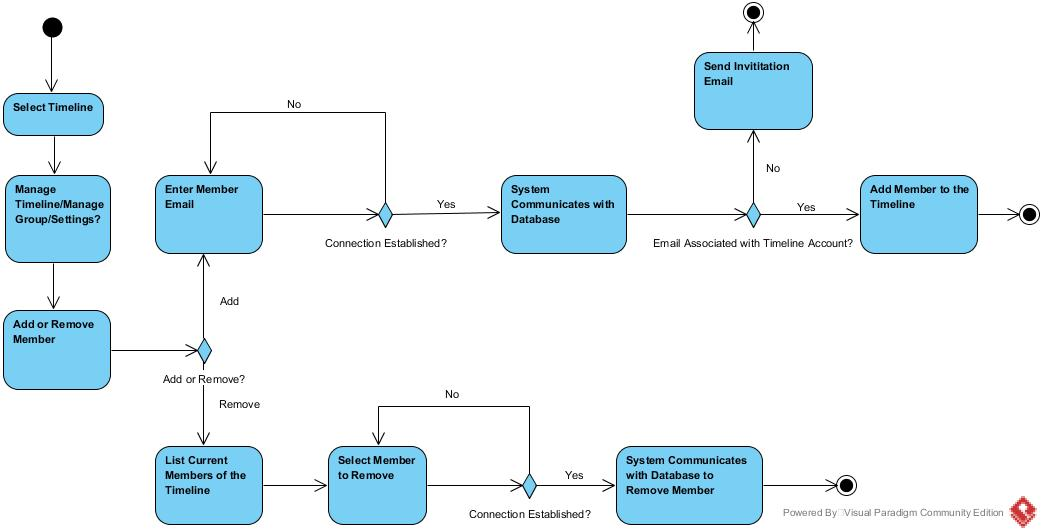 Select Timeline
Manage
Timeline/Manage
Group/Settings?
Add or Remove
Member
Add or Remove?
Add
Remove
Enter Member
Email
No
Connection Established?
Yes
System
Communicates with
Database
Email Associated with Timeline Account?
No
Send Invititation
Email
Yes
Add Member to the
Timeline
List Current
Members of the
Timeline
Select Member
to Remove
No
Connection Established?
Yes
System Communicates
with Database to
Remove Member
Powered By Visual Paradigm Community Edition